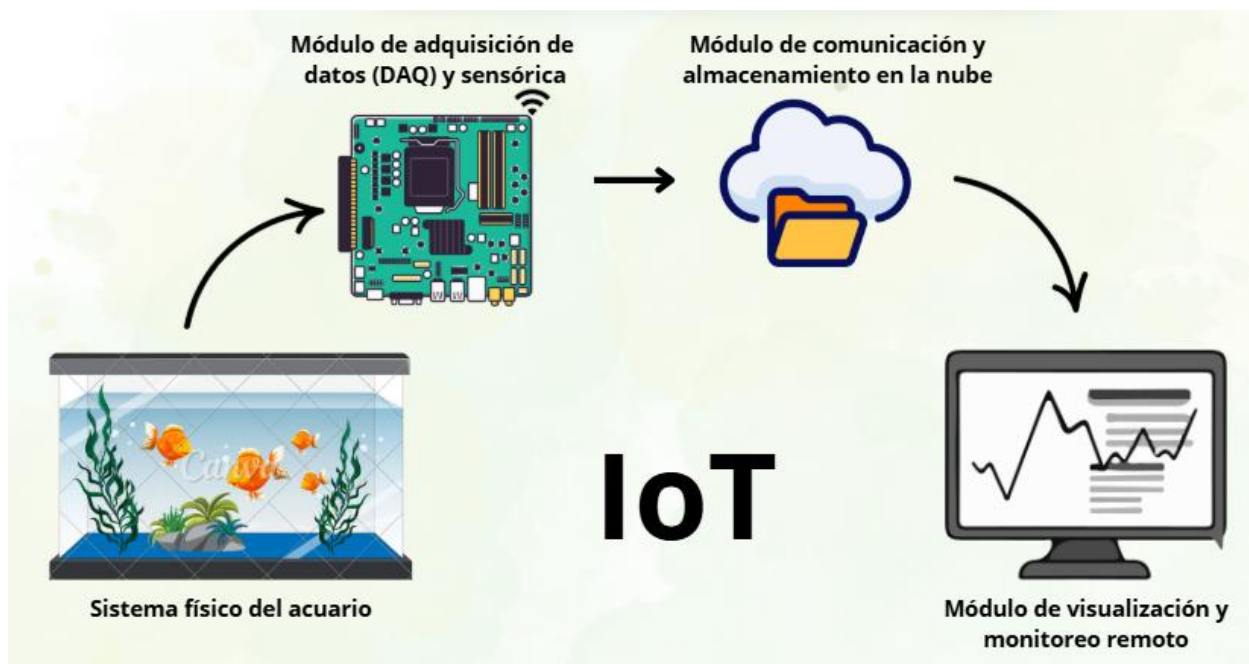 Módulo de adquisición de
datos (DAQ) y sensórica
Módulo de comunicación y
almacenamiento en la nube
Canva
IoT
Sistema físico del acuario
Módulo de visualización y
monitoreo remoto